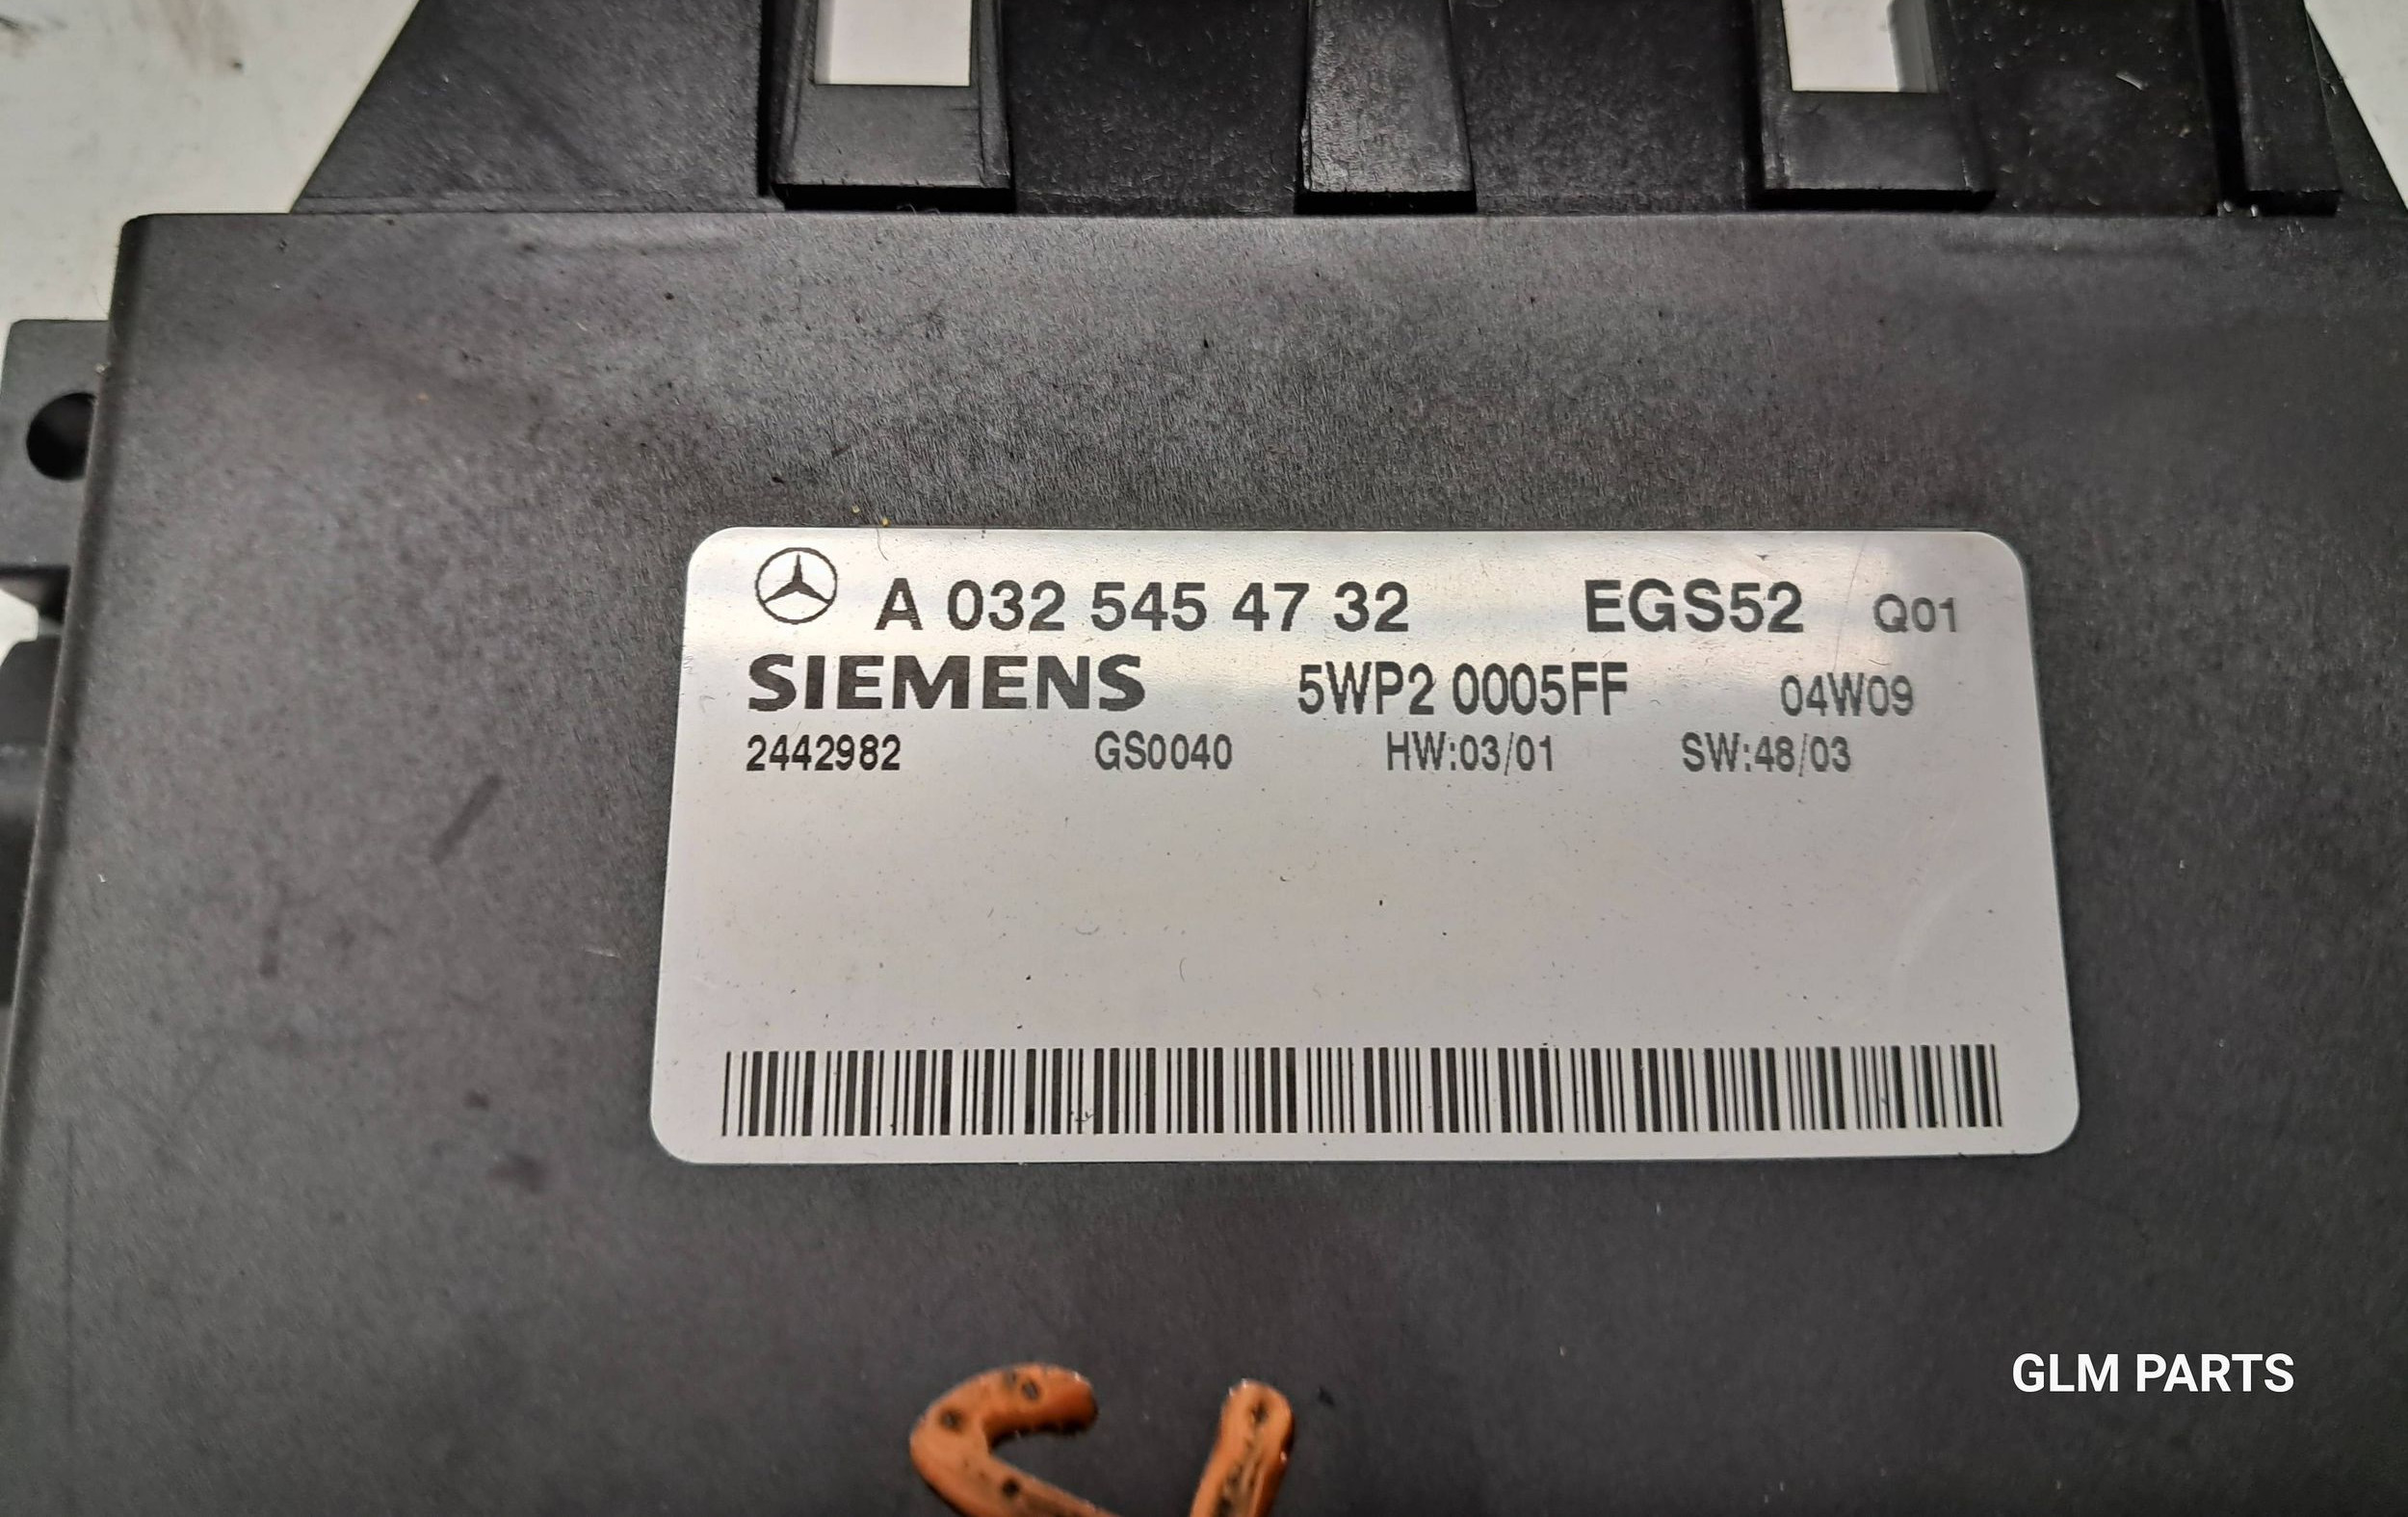 A 032 545 47 32 EGS52 Q01
SIEMENS 5WP2 0005FF 04W09
2442982 GS0040 HW:03/01 SW:48/03
GLM PARTS